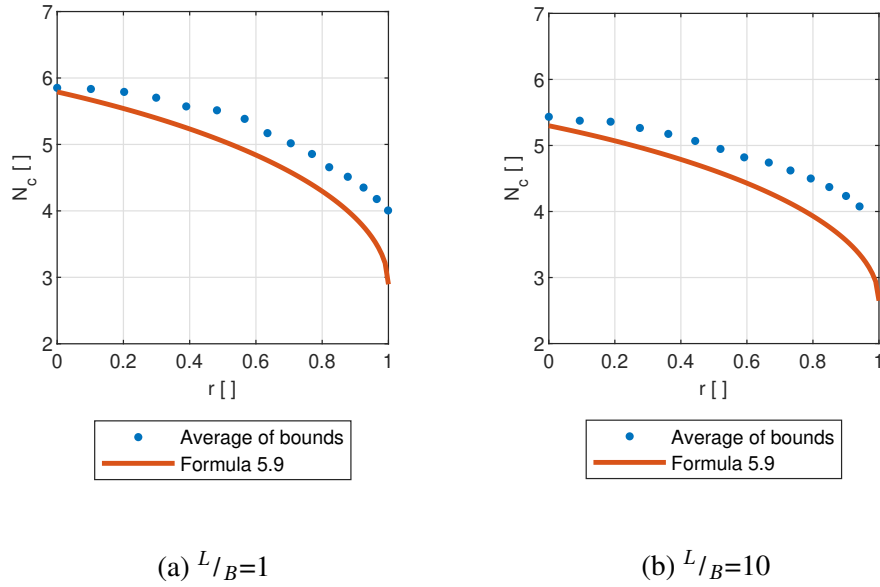 7
6
5
4
3
2
N_c [ ]
0 0.2 0.4 0.6 0.8 1
r [ ]
Average of bounds
Formula 5.9
(a) L/B=1
7
6
5
4
3
2
N_c [ ]
0 0.2 0.4 0.6 0.8 1
r [ ]
Average of bounds
Formula 5.9
(b) L/B=10